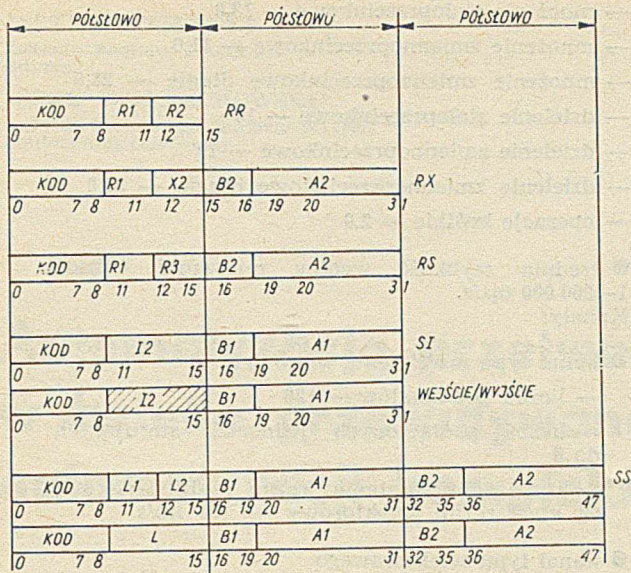 PÓŁSŁOWO PÓŁSŁOWO PÓŁSŁOWO
KOD R1 R2 RR
0 7 8 11 12 15
KOD R1 X2 B2 A2 RX
0 7 8 11 12 15 16 19 20 31
KOD R1 R3 B2 A2 RS
0 7 8 11 12 15 16 19 20 31
KOD I2 B1 A1 SI
0 7 8 11 15 16 19 20 31
KOD I2 B1 A1 WEJŚCIE/WYJŚCIE
0 7 8 15 16 19 20 31
KOD L1 L2 B1 A1 B2 A2 SS
0 7 8 11 12 15 16 19 20 31 32 35 36 47
KOD L B1 A1 B2 A2
0 7 8 15 16 19 20 31 32 35 36 47